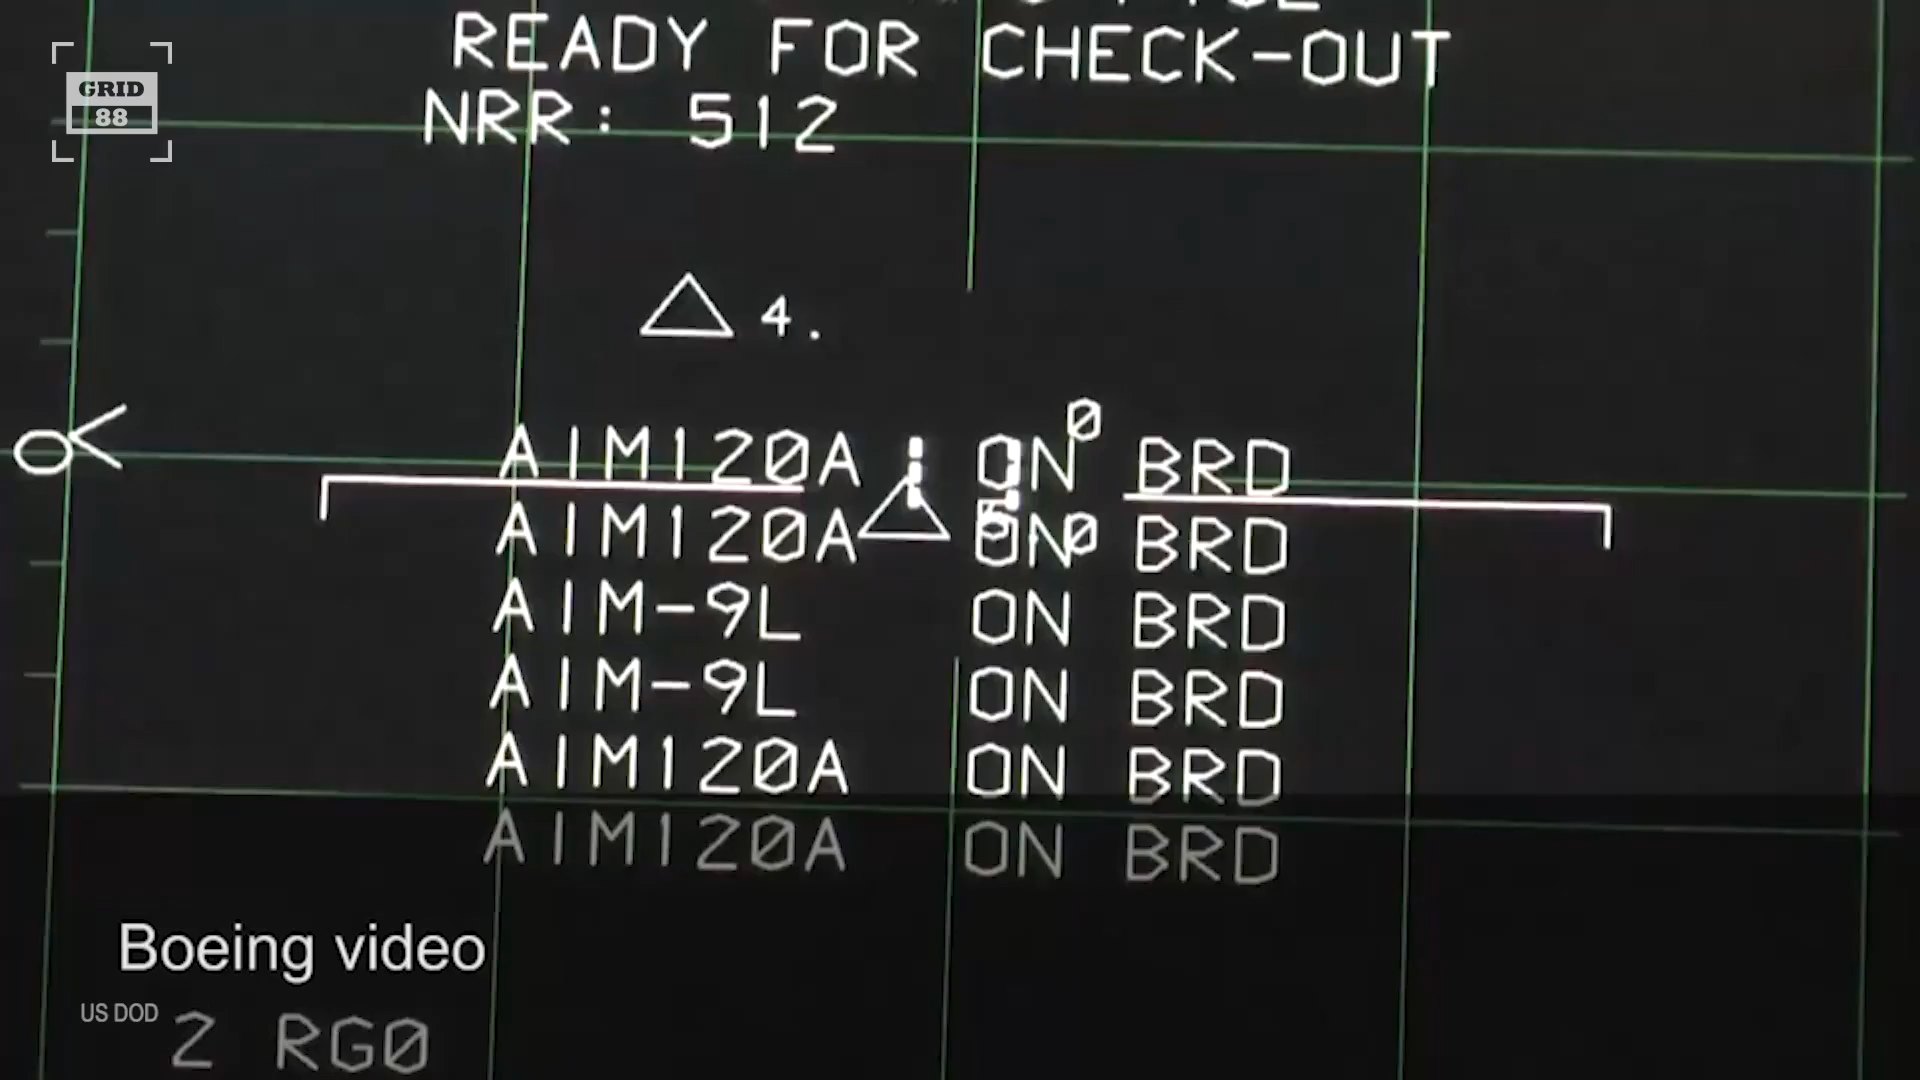 READY FOR CHECK-OUT
GRID
88
NRR: 512
4.
0
AIM120A ON BRD
AIM120A ON BRD
AIM-9L ON BRD
AIM-9L ON BRD
AIM120A ON BRD
AIM120A ON BRD
Boeing video
US DOD
2 RG0